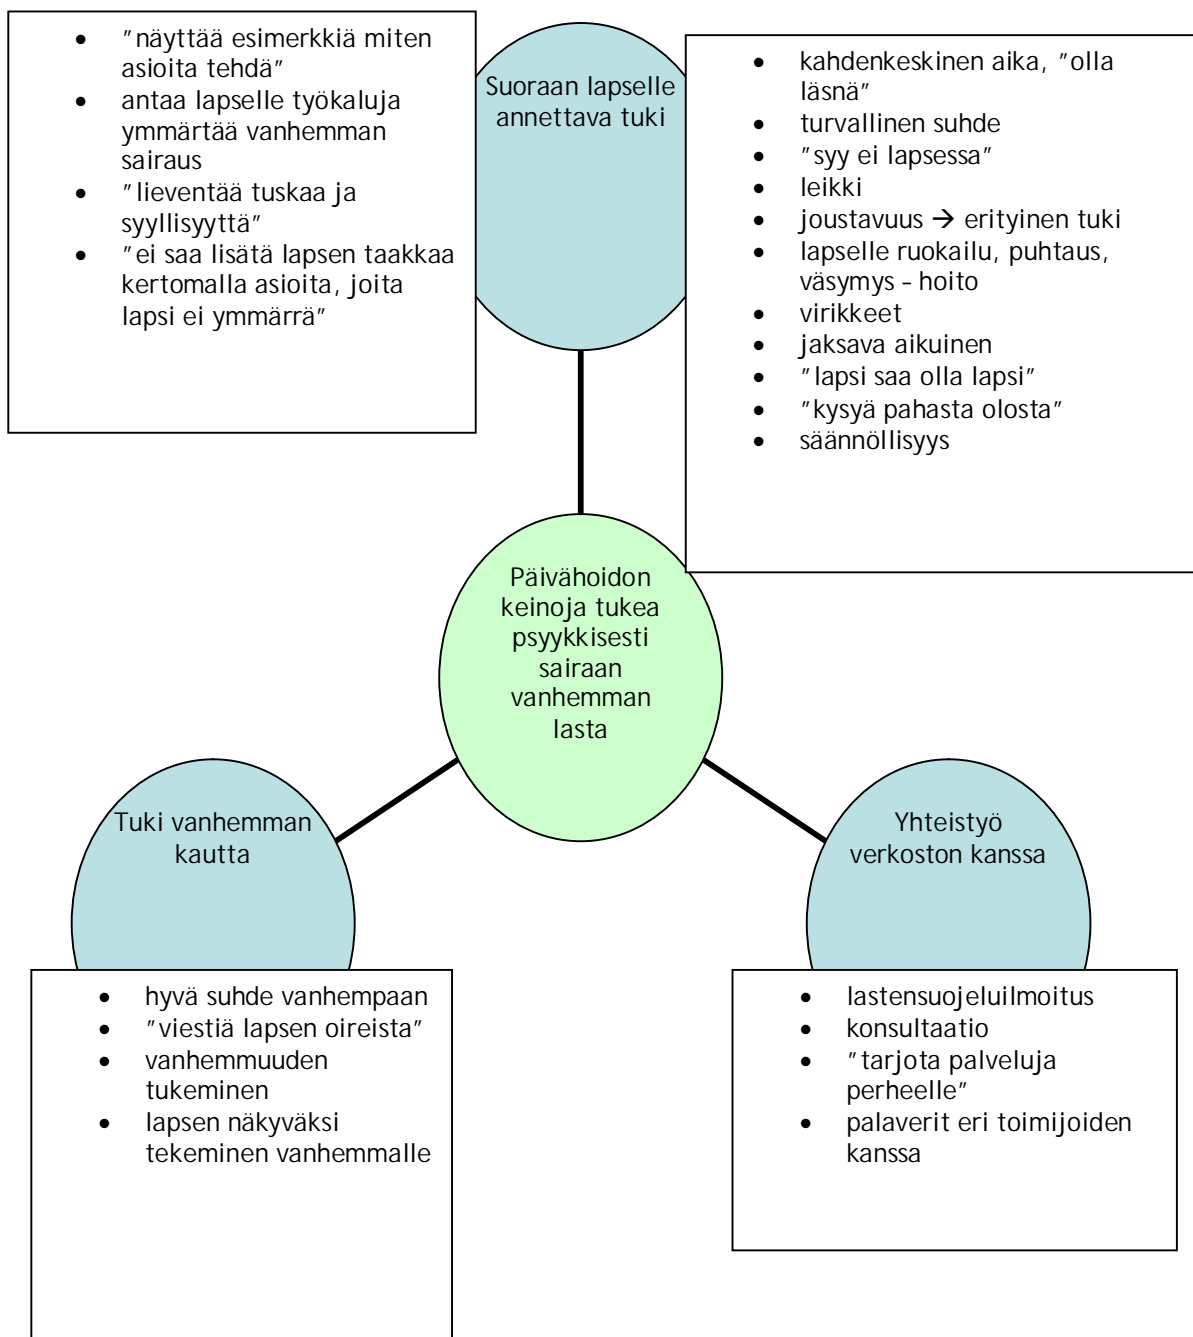 • "näyttää esimerkkiä miten
asioita tehdä"
• antaa lapselle työkaluja
ymmärtää vanhemman
sairaus
• "lieventää tuskaa ja
syyllisyyttä"
• "ei saa lisätä lapsen taakkaa
kertomalla asioita, joita
lapsi ei ymmärrä"
Suoraan lapselle
annettava tuki
• kahdenkeskinen aika, "olla
läsnä"
• turvallinen suhde
• "syy ei lapsessa"
• leikki
• joustavuus → erityinen tuki
• lapselle ruokailu, puhtaus,
väsymys – hoito
• virikkeet
• jaksava aikuinen
• "lapsi saa olla lapsi"
• "kysyä pahasta olosta"
• säännöllisyys
Päivähoidon
keinoja tukea
psyykkisesti
sairaan
vanhemman
lasta
Tuki vanhemman
kautta
• hyvä suhde vanhempaan
• "viestiä lapsen oireista"
• vanhemmuuden
tukeminen
• lapsen näkyväksi
tekeminen vanhemmalle
Yhteistyö
verkoston kanssa
• lastensuojeluilmoitus
• konsultaatio
• "tarjota palveluja
perheelle"
• palaverit eri toimijoiden
kanssa